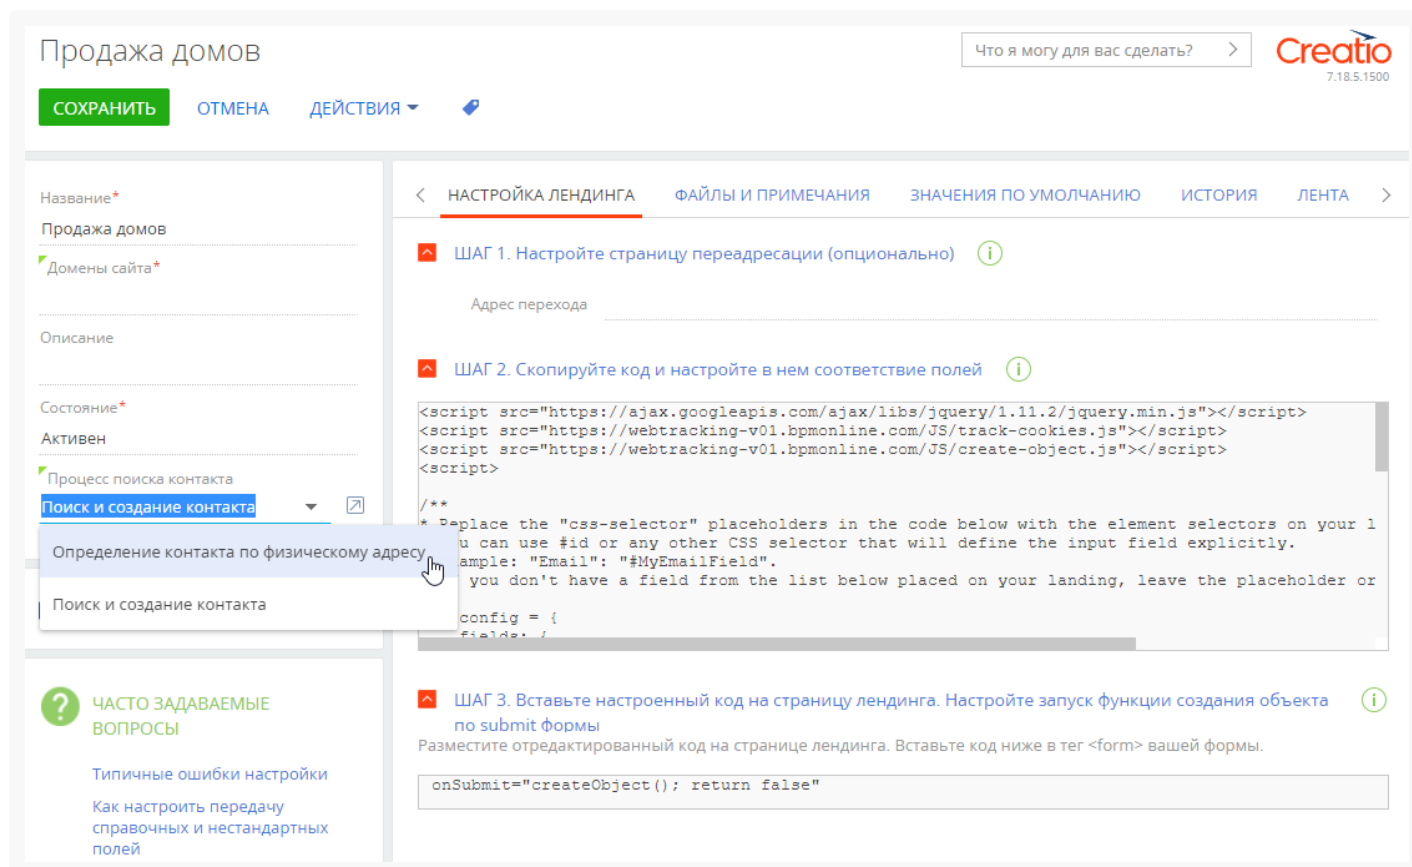 Продажа домов
Что я могу для вас сделать?
Creatio
7.18.5.1500
СОХРАНИТЬ
ОТМЕНА
ДЕЙСТВИЯ
Название*
Продажа домов
Домены сайта*
Описание
Состояние*
Активен
Процесс поиска контакта
Поиск и создание контакта
Определение контакта по физическому адресу
Поиск и создание контакта
ЧАСТО ЗАДАВАЕМЫЕ
ВОПРОСЫ
Типичные ошибки настройки
Как настроить передачу
справочных и нестандартных
полей
НАСТРОЙКА ЛЕНДИНГА
ФАЙЛЫ И ПРИМЕЧАНИЯ
ЗНАЧЕНИЯ ПО УМОЛЧАНИЮ
ИСТОРИЯ
ЛЕНТА
ШАГ 1. Настройте страницу переадресации (опционально)
Адрес перехода
ШАГ 2. Скопируйте код и настройте в нем соответствие полей
<script src="https://ajax.googleapis.com/ajax/libs/jquery/1.11.2/jquery.min.js"></script>
<script src="https://webtracking-v01.bpmonline.com/JS/track-cookies.js"></script>
<script src="https://webtracking-v01.bpmonline.com/JS/create-object.js"></script>
<script>
/**
* Replace the "css-selector" placeholders in the code below with the element selectors on your l
can use #id or any other CSS selector that will define the input field explicitly.
"Email": "#MyEmailField".
you don't have a field from the list below placed on your landing, leave the placeholder or
config = {
fields: {
ШАГ 3. Вставьте настроенный код на страницу лендинга. Настройте запуск функции создания объекта
по submit формы
Разместите отредактированный код на странице лендинга. Вставьте код ниже в тег <form> вашей формы.
onSubmit="createObject(); return false"